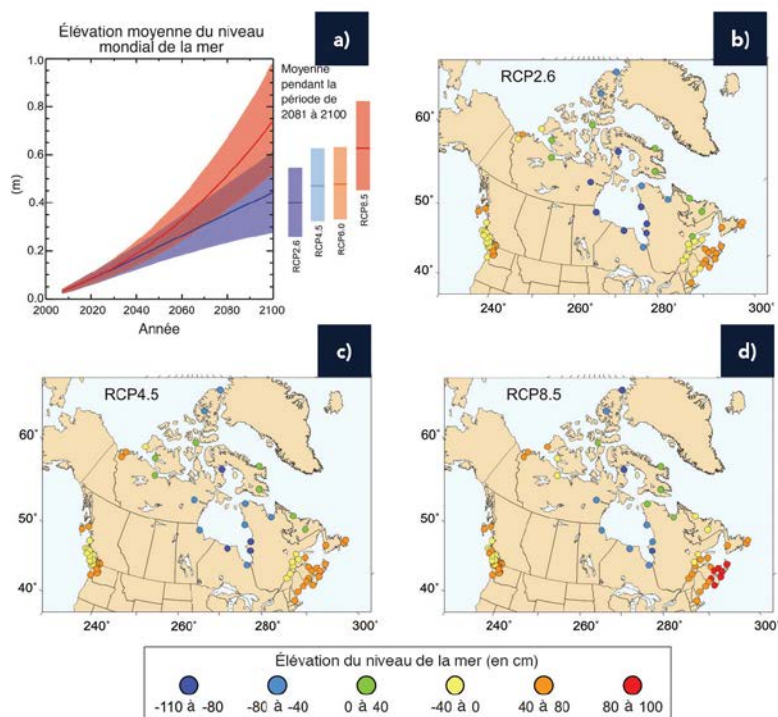 Élévation moyenne du niveau
mondial de la mer
a)
1.0
0.8
0.6
0.4
0.2
0.0
(m)
2000
2020
2040
2060
2080
2100
Année
Moyenne
pendant la
période de
2081 à 2100
RCP2.6
RCP4.5
RCP6.0
RCP8.5
b)
RCP2.6
60˚
50˚
40˚
240˚
260˚
280˚
300˚
c)
RCP4.5
60˚
50˚
40˚
240˚
260˚
280˚
300˚
d)
RCP8.5
60˚
50˚
40˚
240˚
260˚
280˚
300˚
Élévation du niveau de la mer (en cm)
-110 à -80
-80 à -40
0 à 40
-40 à 0
40 à 80
80 à 100